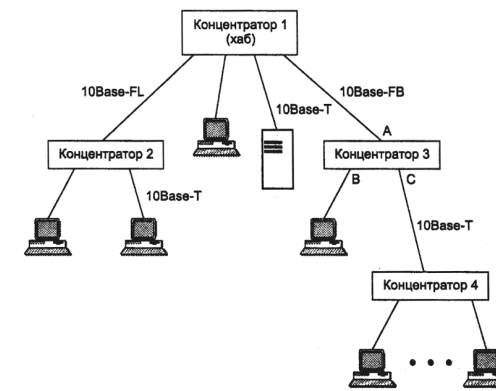 Концентратор 1
(хаб)
10Base-FL
10Base-T
10Base-FB
A
Концентратор 2
Концентратор 3
B
C
10Base-T
10Base-T
Концентратор 4